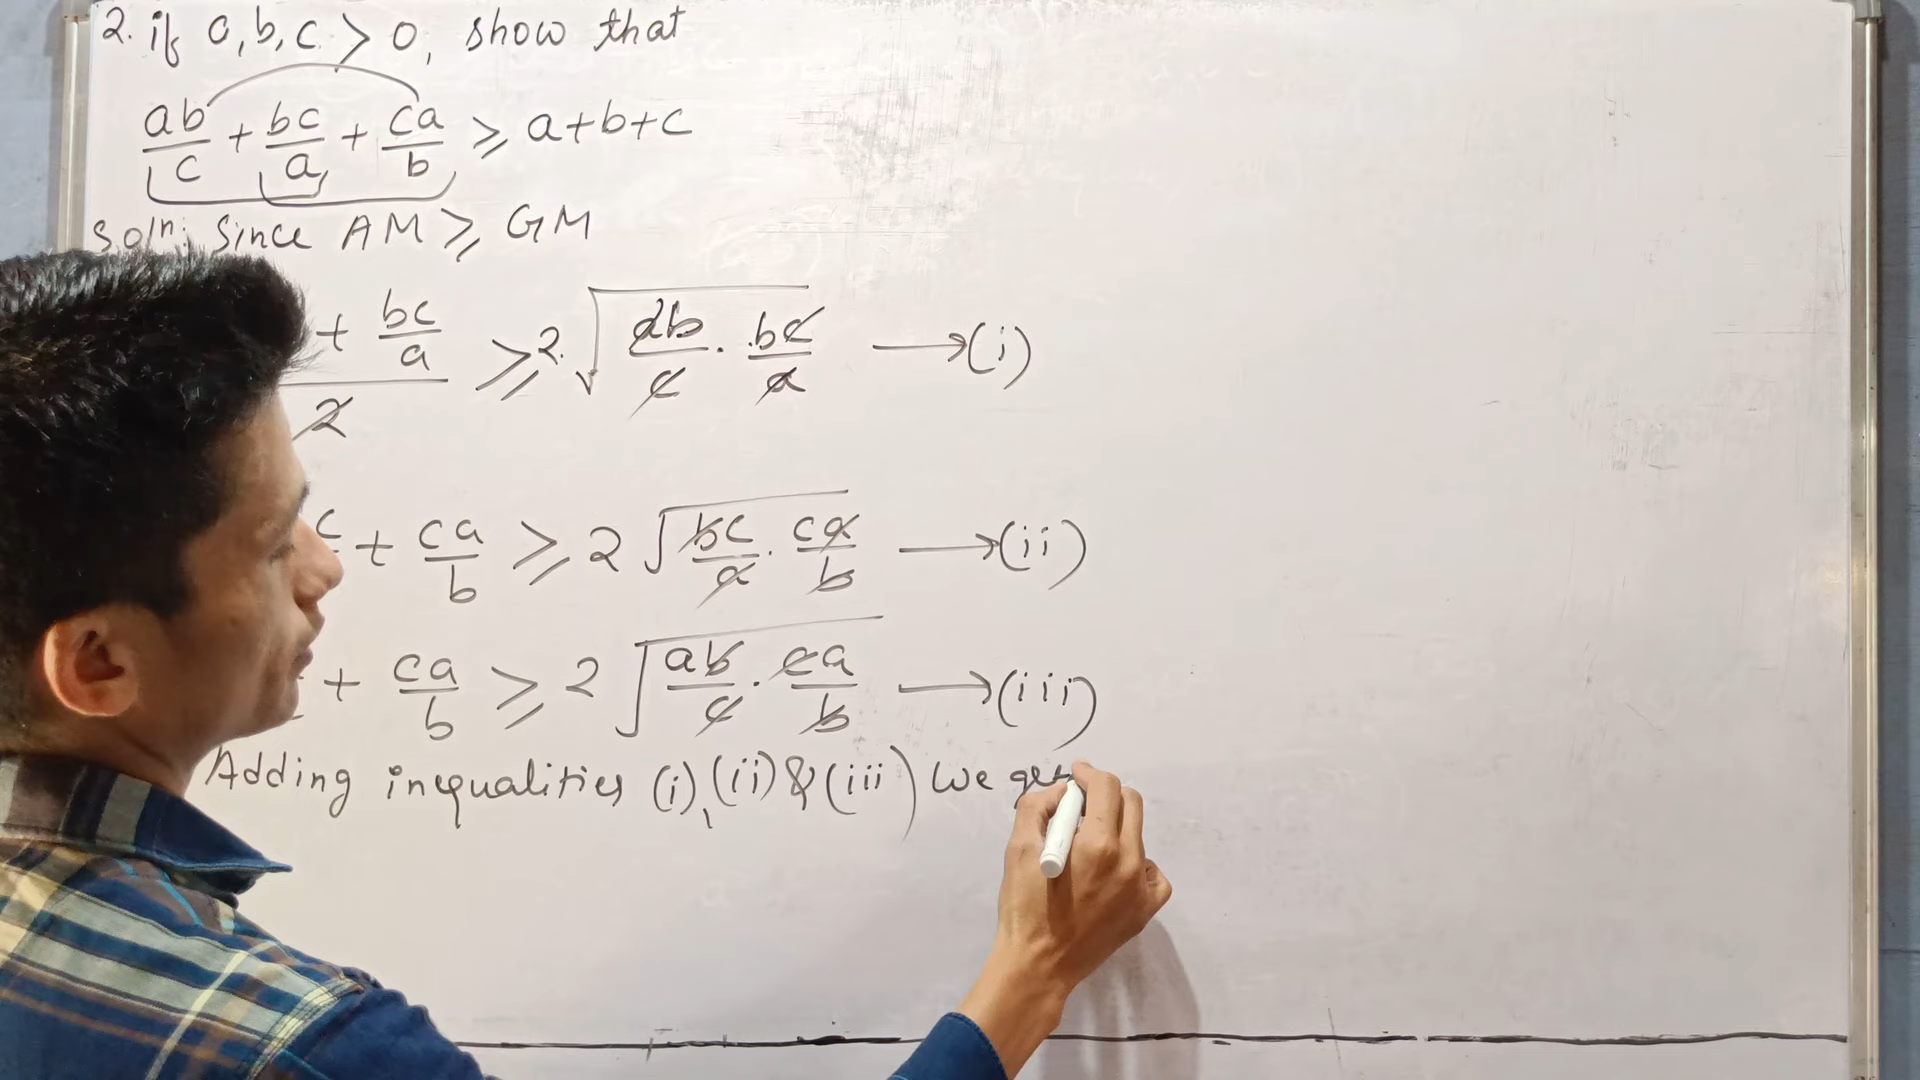 2. if a,b,c > 0, show that
ab/c + bc/a + ca/b ≥ a+b+c
Soln: Since AM ≥ GM
+ bc/a / 2 ≥ 2. √(ab/c . bc/a) → (i)
c + ca/b ≥ 2 √(bc/a . ca/b) → (ii)
+ ca/b ≥ 2 √(ab/c . ca/b) → (iii)
Adding inequalities (i), (ii) & (iii) we get